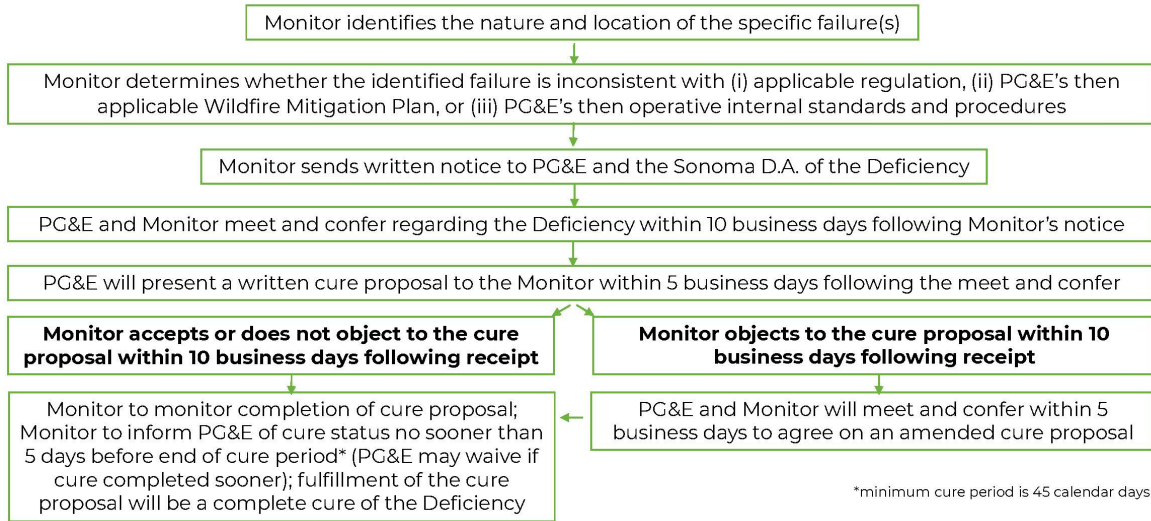 Monitor identifies the nature and location of the specific failure(s)
Monitor determines whether the identified failure is inconsistent with (i) applicable regulation, (ii) PG&E's then
applicable Wildfire Mitigation Plan, or (iii) PG&E's then operative internal standards and procedures
Monitor sends written notice to PG&E and the Sonoma D.A. of the Deficiency
PG&E and Monitor meet and confer regarding the Deficiency within 10 business days following Monitor's notice
PG&E will present a written cure proposal to the Monitor within 5 business days following the meet and confer
Monitor accepts or does not object to the cure
proposal within 10 business days following receipt
Monitor objects to the cure proposal within 10
business days following receipt
Monitor to monitor completion of cure proposal;
Monitor to inform PG&E of cure status no sooner than
5 days before end of cure period* (PG&E may waive if
cure completed sooner); fulfillment of the cure
proposal will be a complete cure of the Deficiency
PG&E and Monitor will meet and confer within 5
business days to agree on an amended cure proposal
*minimum cure period is 45 calendar days